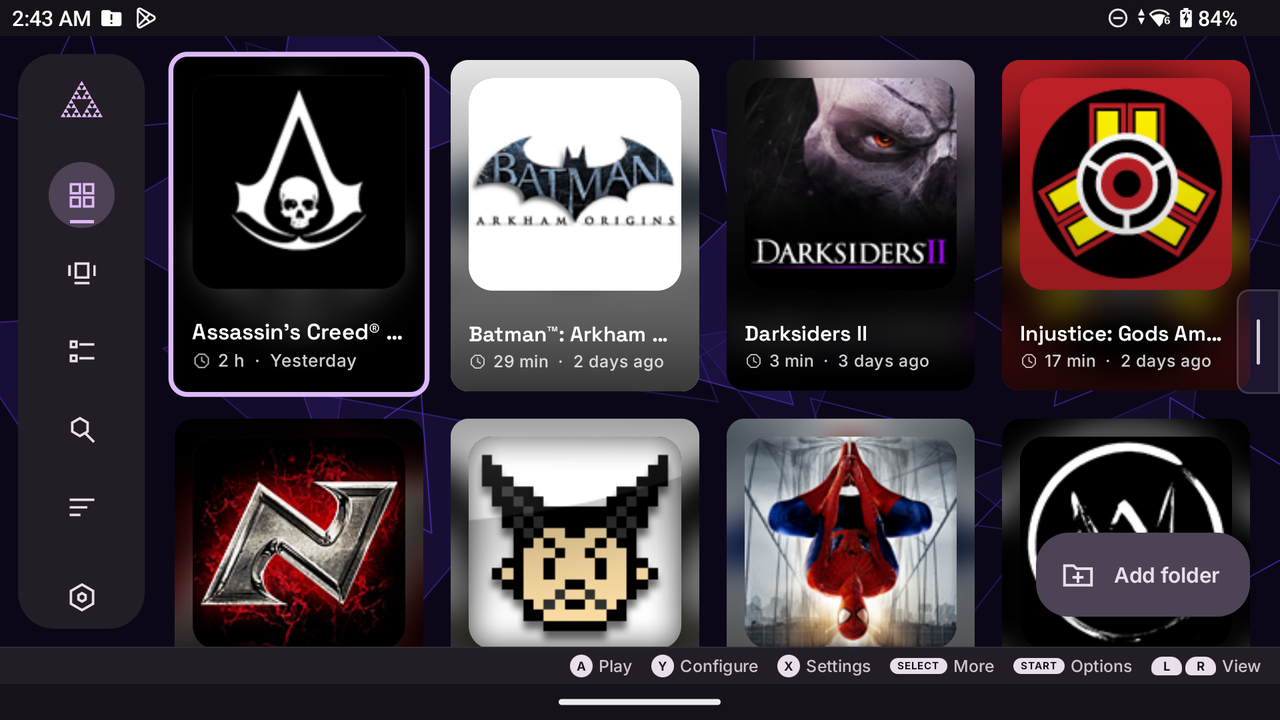 2:43 AM
84%
6
BATMAN
ARKHAM ORIGINS
DARKSIDERS II
Assassin's Creed® ...
2 h · Yesterday
Batman™: Arkham ...
29 min · 2 days ago
Darksiders II
3 min · 3 days ago
Injustice: Gods Am...
17 min · 2 days ago
Add folder
A Play
Y Configure
X Settings
SELECT More
START Options
L R View